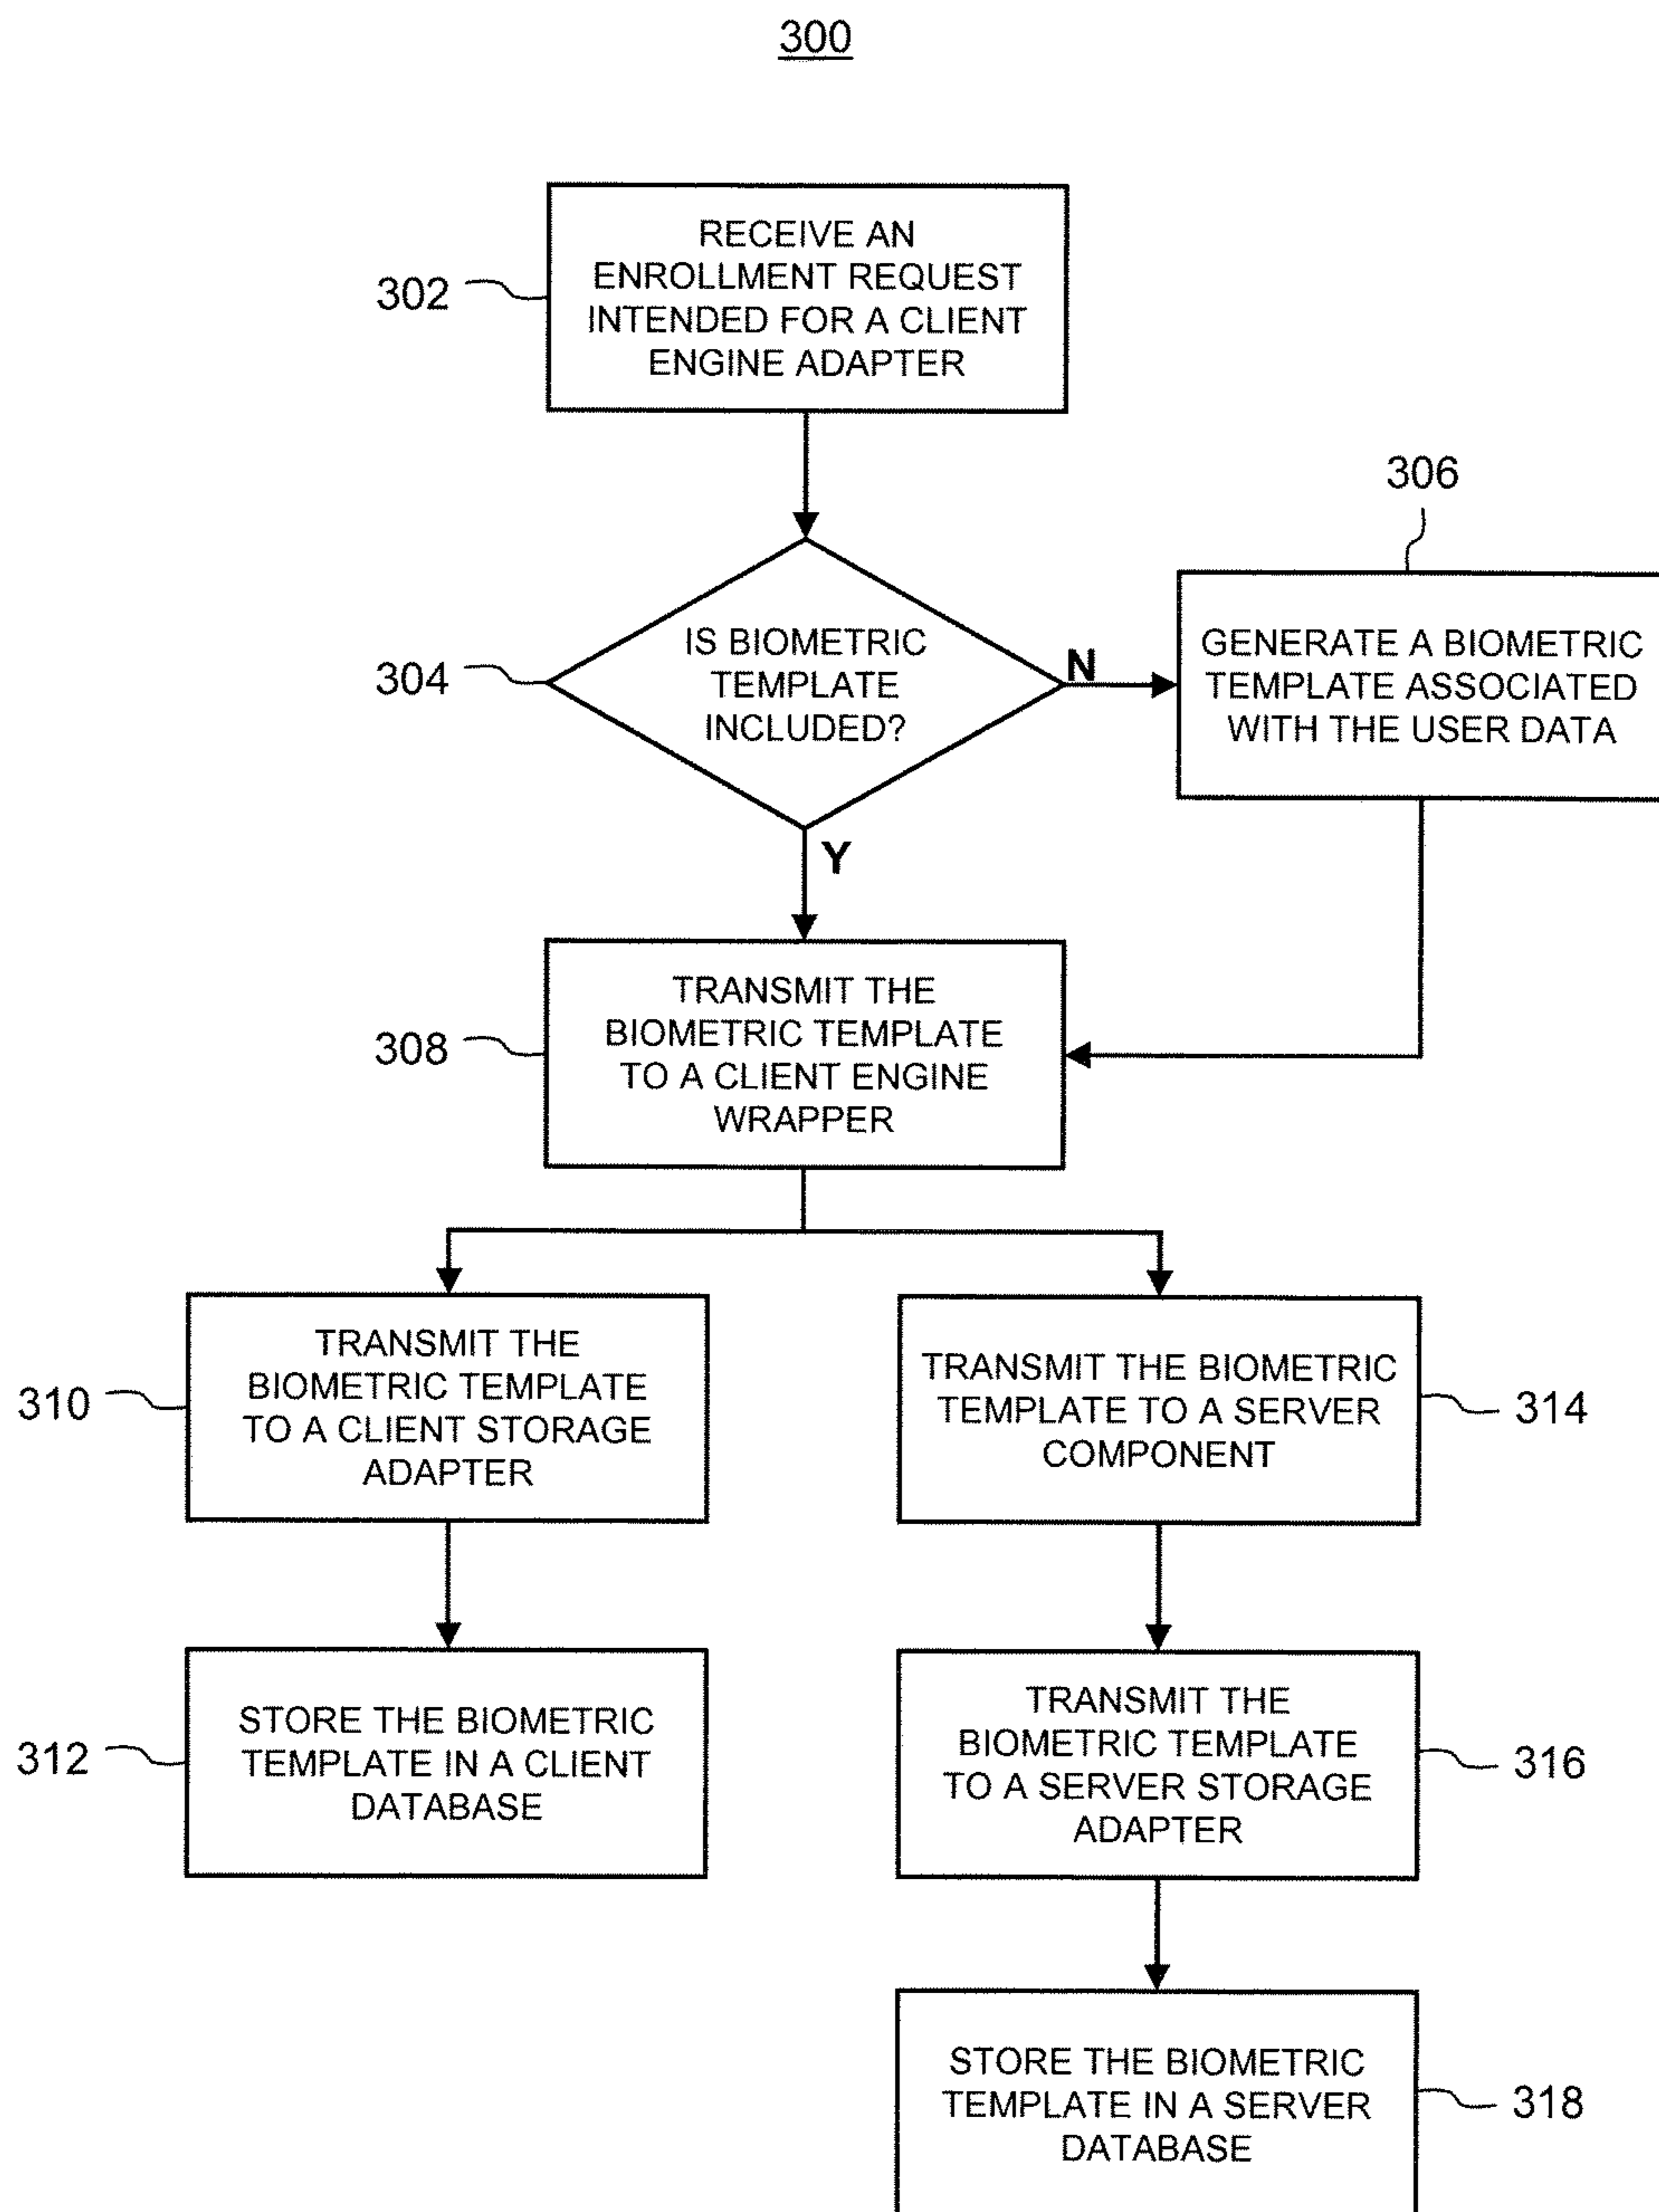 300
302
RECEIVE AN
ENROLLMENT REQUEST
INTENDED FOR A CLIENT
ENGINE ADAPTER
304
IS BIOMETRIC
TEMPLATE
INCLUDED?
N
306
GENERATE A BIOMETRIC
TEMPLATE ASSOCIATED
WITH THE USER DATA
Y
308
TRANSMIT THE
BIOMETRIC TEMPLATE
TO A CLIENT ENGINE
WRAPPER
310
TRANSMIT THE
BIOMETRIC TEMPLATE
TO A CLIENT STORAGE
ADAPTER
TRANSMIT THE BIOMETRIC
TEMPLATE TO A SERVER
COMPONENT
314
312
STORE THE BIOMETRIC
TEMPLATE IN A CLIENT
DATABASE
TRANSMIT THE
BIOMETRIC TEMPLATE
TO A SERVER STORAGE
ADAPTER
316
STORE THE BIOMETRIC
TEMPLATE IN A SERVER
DATABASE
318